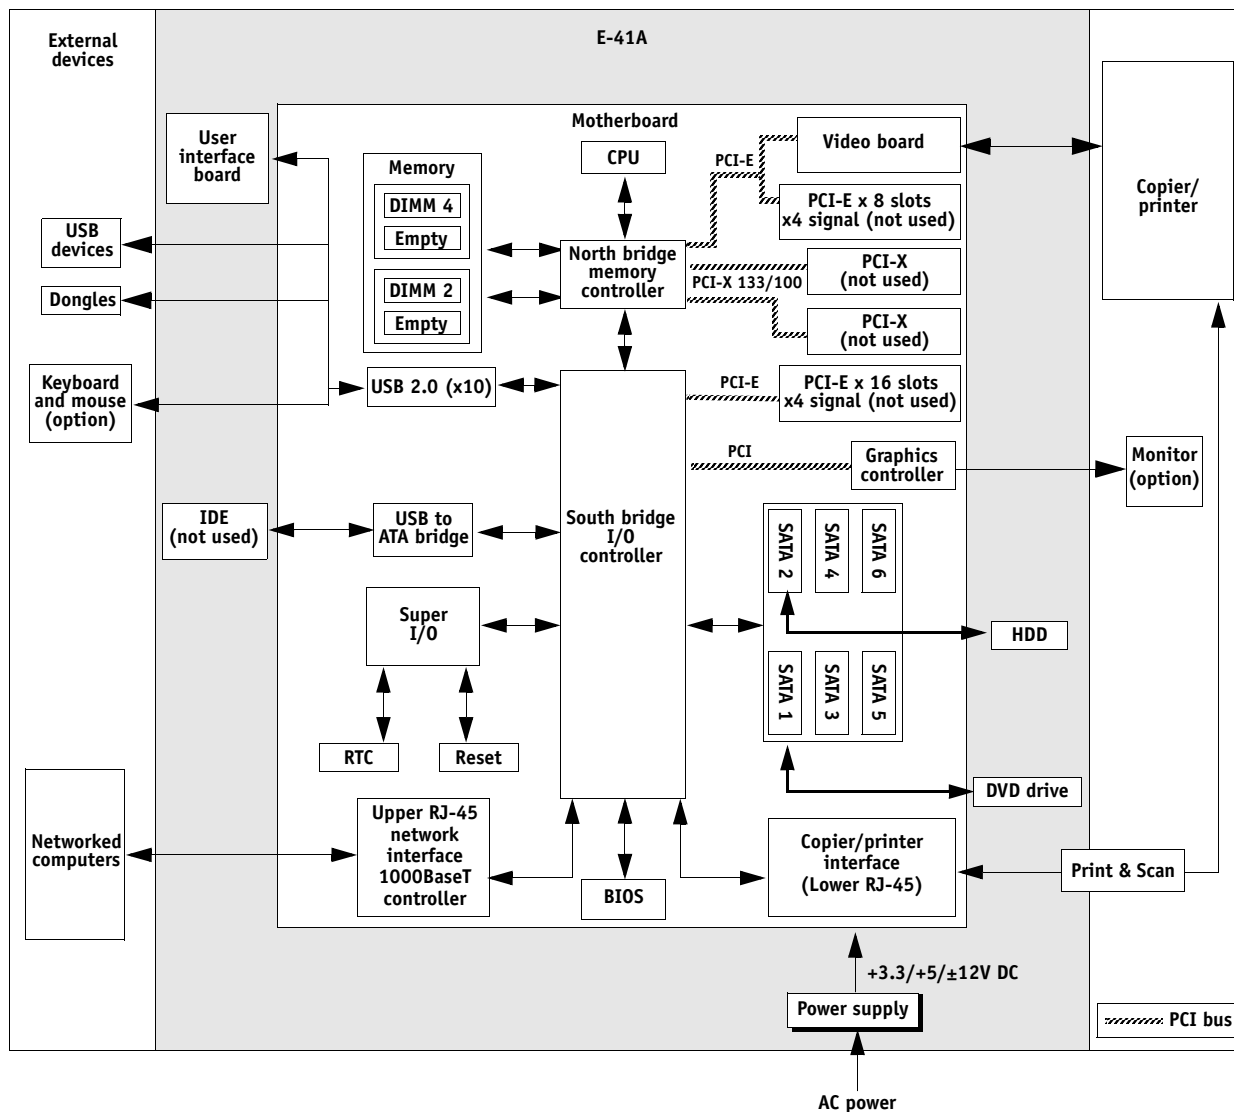 External
devices
E-41A
User
interface
board
USB
devices
Dongles
Keyboard
and mouse
(option)
IDE
(not used)
Networked
computers
Motherboard
CPU
Memory
DIMM 4
Empty
DIMM 2
Empty
North bridge
memory
controller
PCI-E
Video board
PCI-E x 8 slots
x4 signal (not used)
PCI-X
(not used)
PCI-X 133/100
PCI-X
(not used)
USB 2.0 (x10)
PCI-E
PCI-E x 16 slots
x4 signal (not used)
PCI
Graphics
controller
USB to
ATA bridge
South bridge
I/O
controller
SATA 2
SATA 4
SATA 6
SATA 1
SATA 3
SATA 5
Super
I/O
RTC
Reset
Upper RJ-45
network
interface
1000BaseT
controller
BIOS
Copier/printer
interface
(Lower RJ-45)
HDD
DVD drive
Copier/
printer
Monitor
(option)
Print & Scan
+3.3/+5/±12V DC
Power supply
AC power
PCI bus